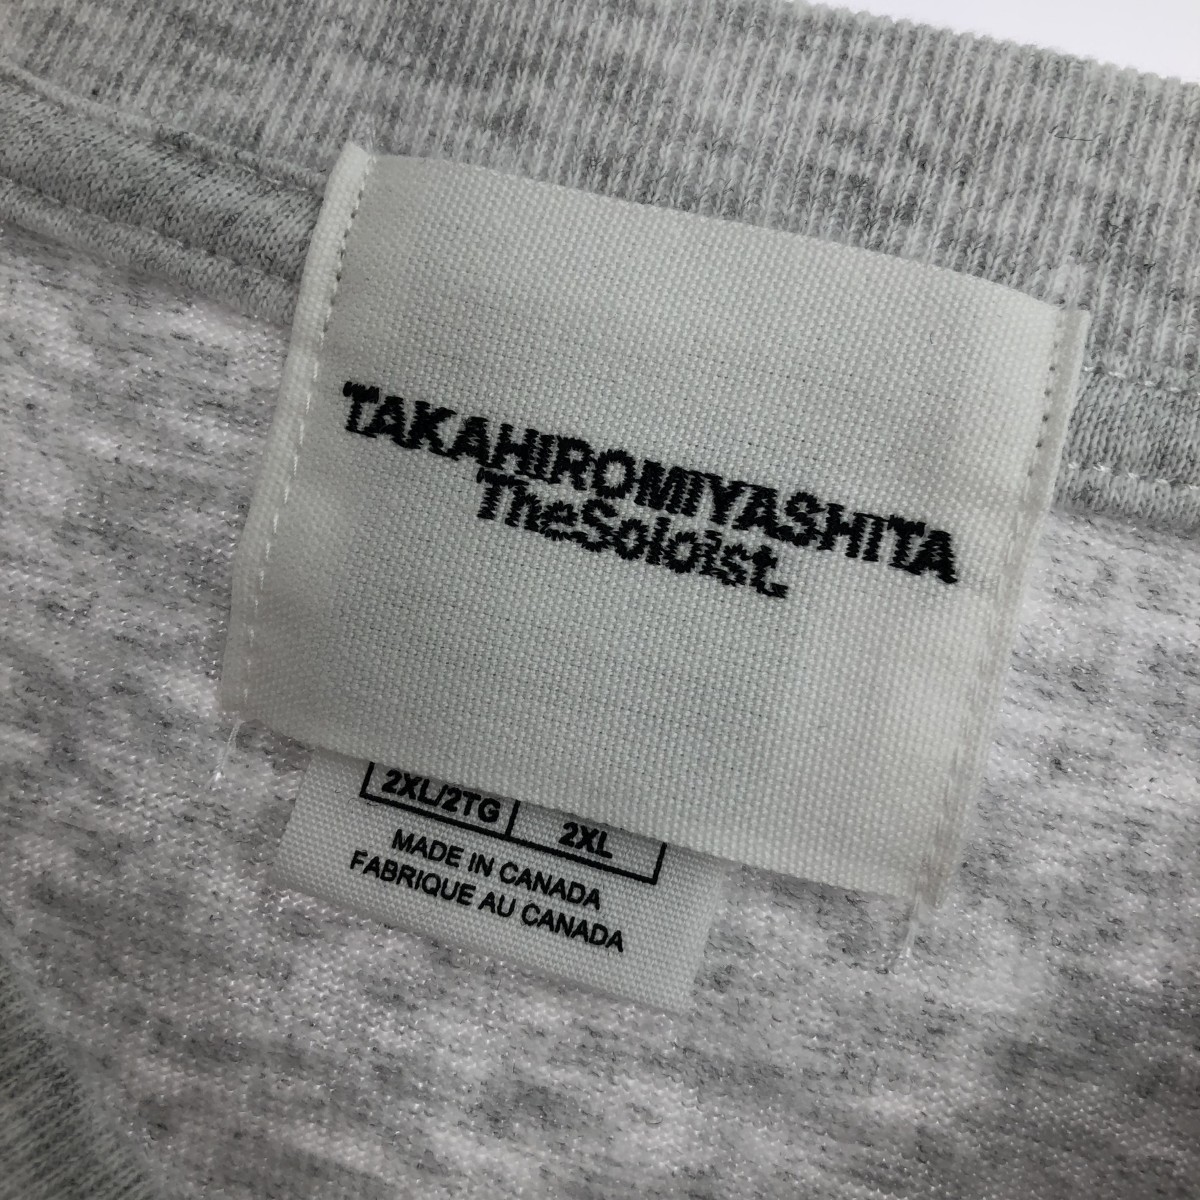 TAKAHIROMIYASHITA
TheSoloist.
2XL/2TG 2XL
MADE IN CANADA
FABRIQUE AU CANADA